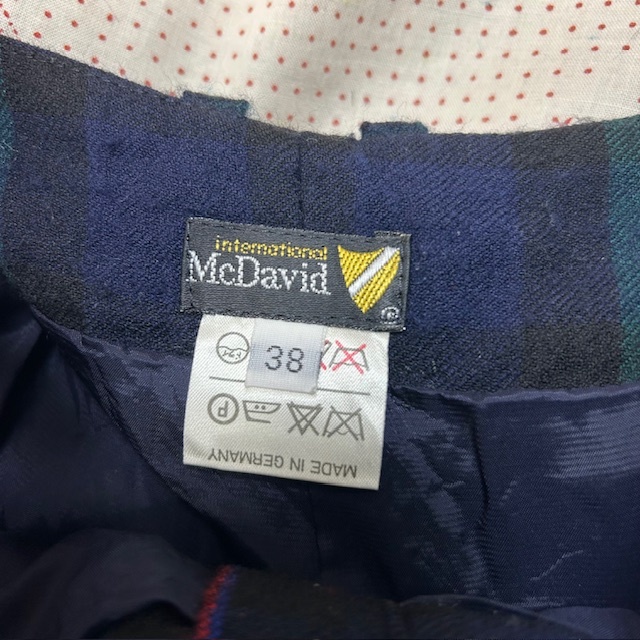 international
McDavid
®
38
P
MADE IN GERMANY